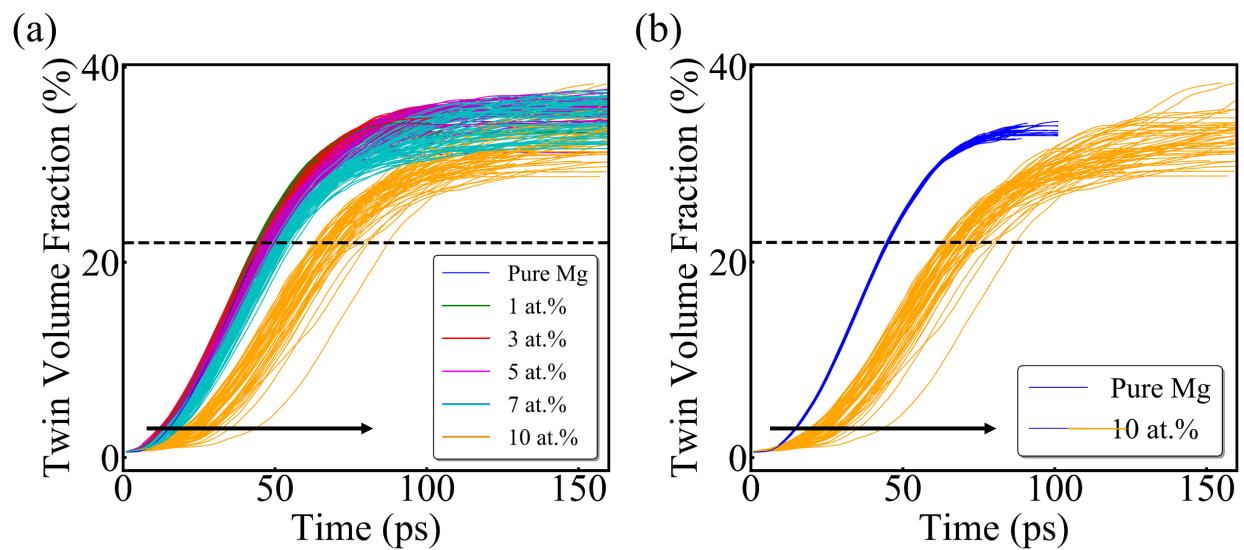 (a)
Twin Volume Fraction (%)
40
20
0
0 50 100 150
Time (ps)
Pure Mg
1 at.%
3 at.%
5 at.%
7 at.%
10 at.%
(b)
Twin Volume Fraction (%)
40
20
0
0 50 100 150
Time (ps)
Pure Mg
10 at.%